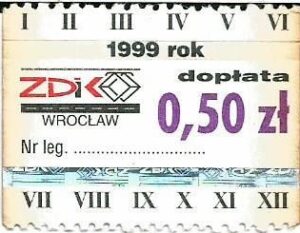 I II III IV V VI
1999 rok
ZDiK dopłata
WROCŁAW 0,50 zł
Nr leg. ....................
VII VIII IX X XI XII